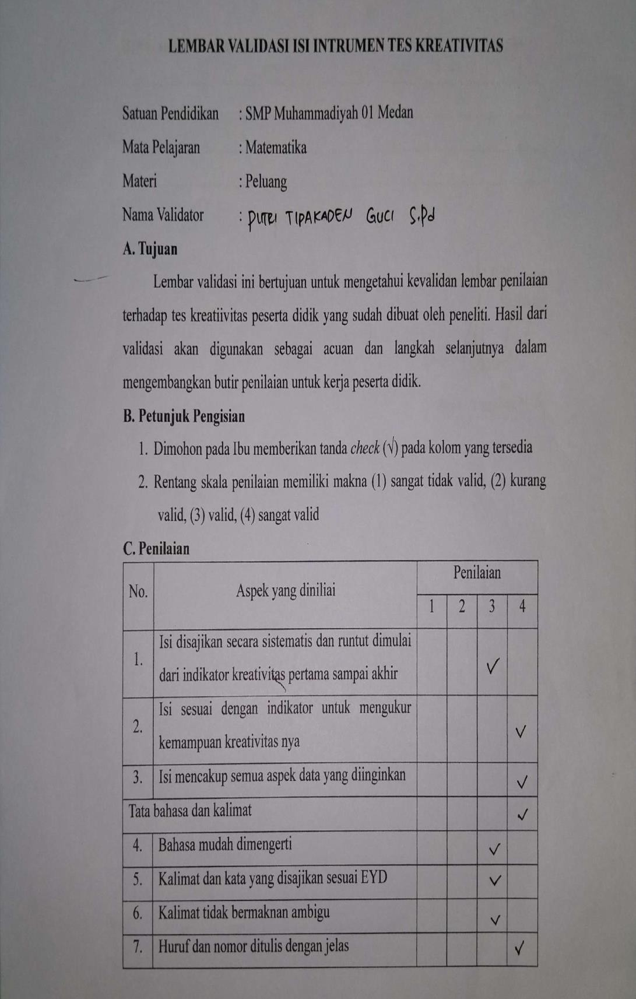 LEMBAR VALIDASI ISI INTRUMEN TES KREATIVITAS
Satuan Pendidikan : SMP Muhammadiyah 01 Medan
Mata Pelajaran : Matematika
Materi : Peluang
Nama Validator : PUTRI TIPAKADEN GUCI S.Pd
A. Tujuan
Lembar validasi ini bertujuan untuk mengetahui kevalidan lembar penilaian
terhadap tes kreatiivitas peserta didik yang sudah dibuat oleh peneliti. Hasil dari
validasi akan digunakan sebagai acuan dan langkah selanjutnya dalam
mengembangkan butir penilaian untuk kerja peserta didik.
B. Petunjuk Pengisian
1. Dimohon pada Ibu memberikan tanda check (√) pada kolom yang tersedia
2. Rentang skala penilaian memiliki makna (1) sangat tidak valid, (2) kurang
valid, (3) valid, (4) sangat valid
C. Penilaian
No. Aspek yang diniliai Penilaian
1 2 3 4
1. Isi disajikan secara sistematis dan runtut dimulai
dari indikator kreativitas pertama sampai akhir ✓
2. Isi sesuai dengan indikator untuk mengukur
kemampuan kreativitas nya ✓
3. Isi mencakup semua aspek data yang diinginkan ✓
Tata bahasa dan kalimat ✓
4. Bahasa mudah dimengerti ✓
5. Kalimat dan kata yang disajikan sesuai EYD ✓
6. Kalimat tidak bermaknan ambigu ✓
7. Huruf dan nomor ditulis dengan jelas ✓